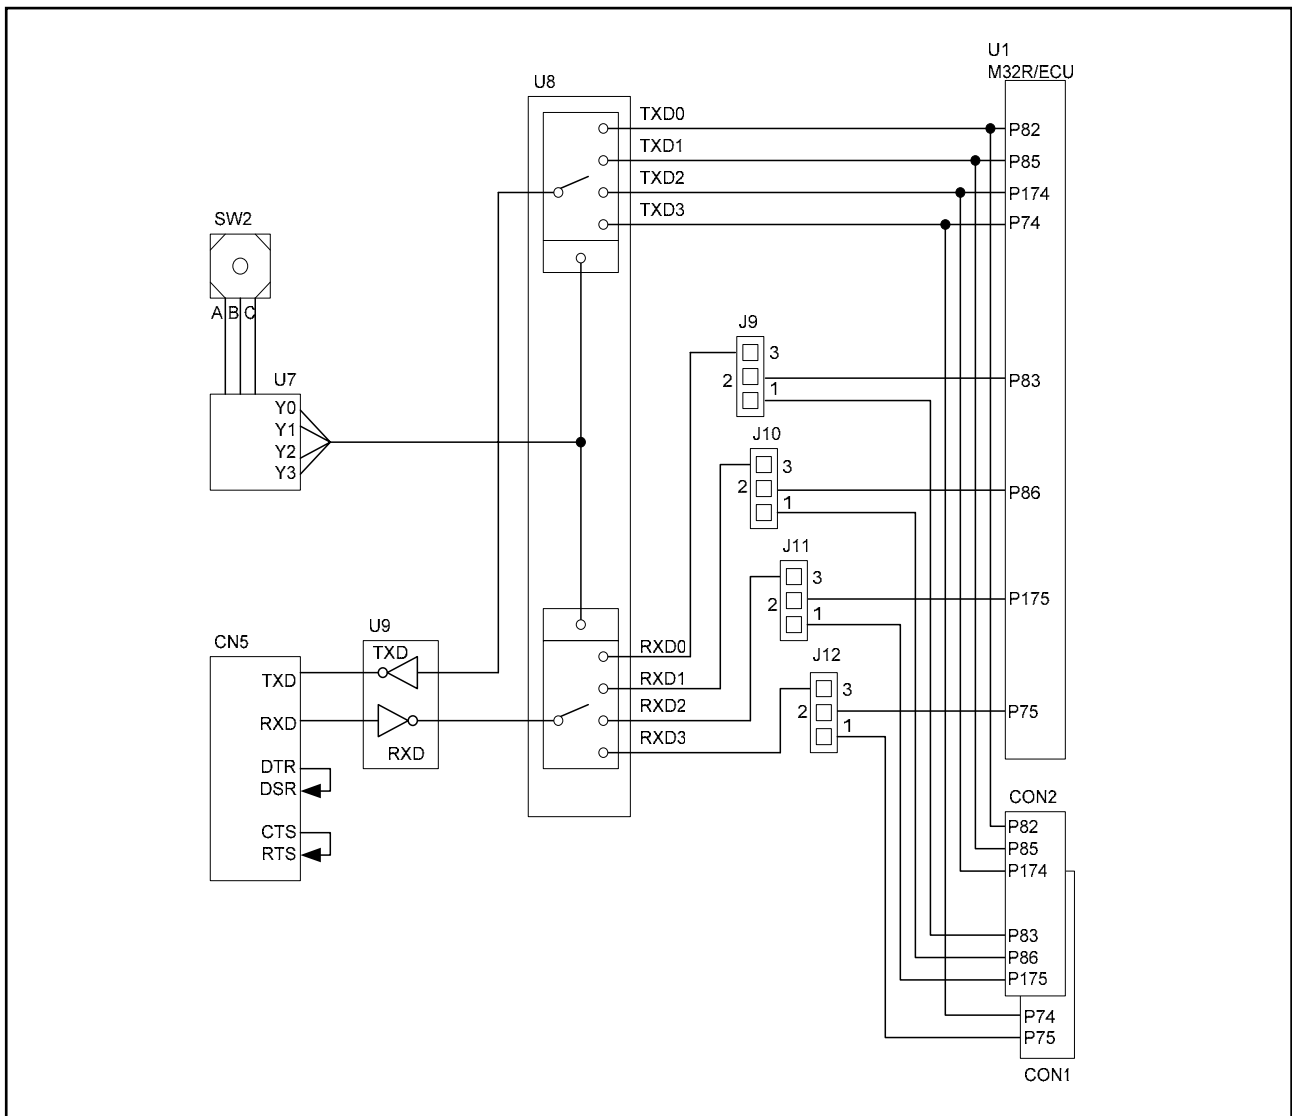 U1
M32R/ECU
U8
TXD0
P82
TXD1
P85
TXD2
P174
TXD3
P74
SW2
A B C
U7
Y0
Y1
Y2
Y3
J9
3
2
1
P83
J10
3
2
1
P86
J11
3
2
1
P175
J12
3
2
1
P75
RXD0
RXD1
RXD2
RXD3
U9
TXD
RXD
CN5
TXD
RXD
DTR
DSR
CTS
RTS
CON2
P82
P85
P174
P83
P86
P175
P74
P75
CON1